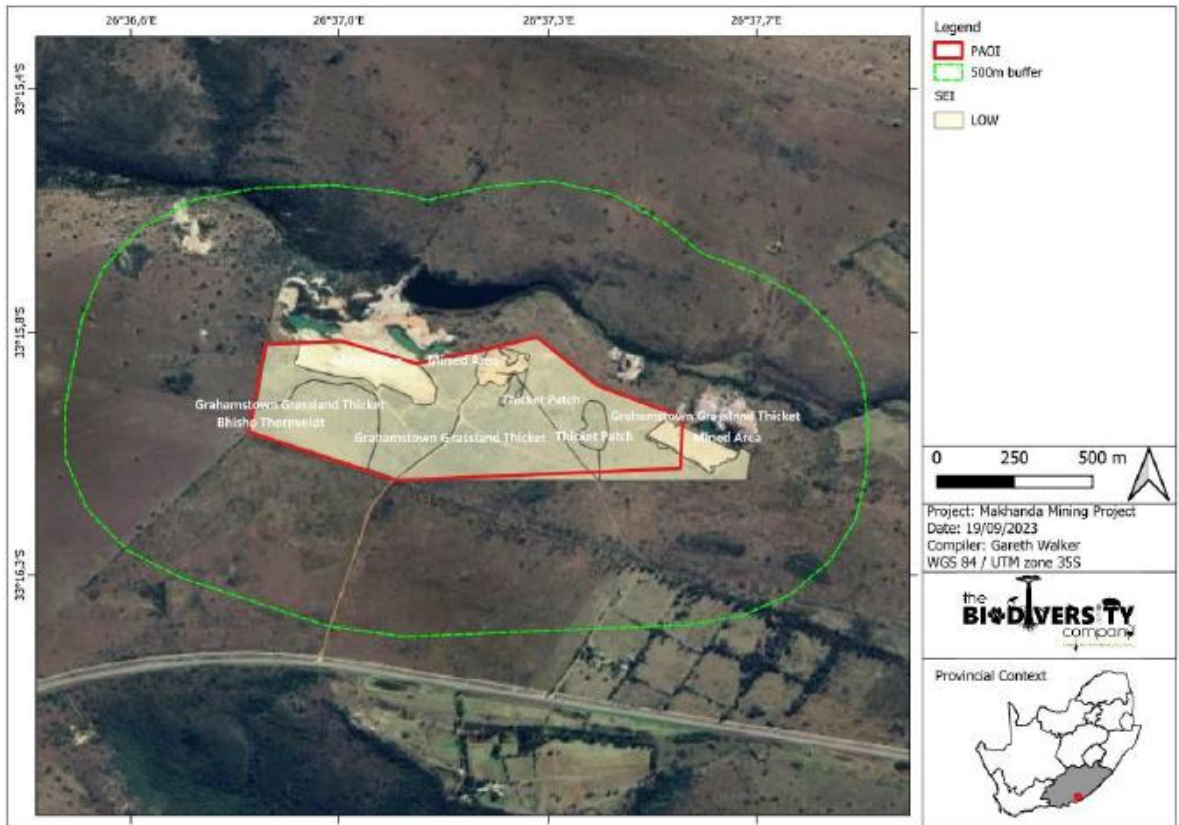 26°36,6'E 26°37,0'E 26°37,3'E 26°37,7'E
33°15,4'S
33°15,8'S
33°16,3'S
Mined Area
Thicket Patch
Grahamstown Grassland Thicket
Grahamstown Grassland Thicket
Bhisho Thornveldt
Grahamstown Grassland Thicket
Thicket Patch
Mined Area
Legend
PAOI
500m buffer
SEI
LOW
0 250 500 m
Project: Makhanda Mining Project
Date: 19/09/2023
Compiler: Gareth Walker
WGS 84 / UTM zone 35S
the
BIODIVERSITY
company
Provincial Context